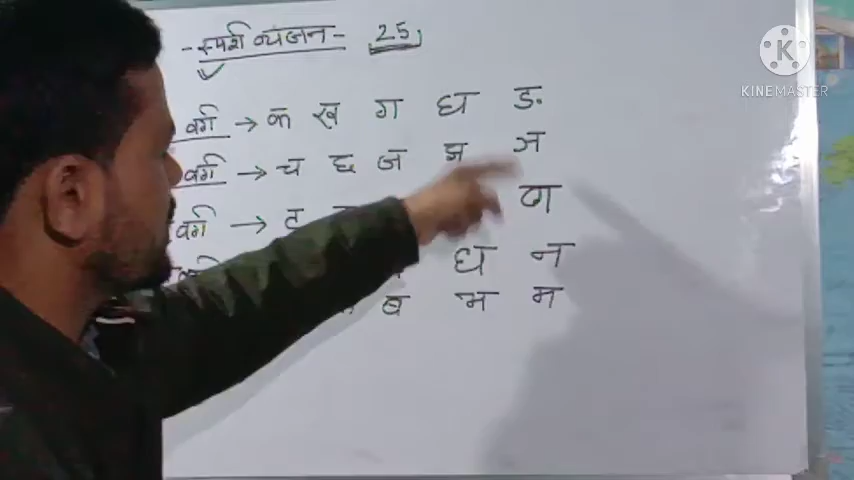 - स्पर्श व्यंजन - 25,
वर्ग → क ख ग घ ङ
वर्ग → च छ ज झ ञ
वर्ग → ट ण
ध न
ब भ म
KINEMASTER